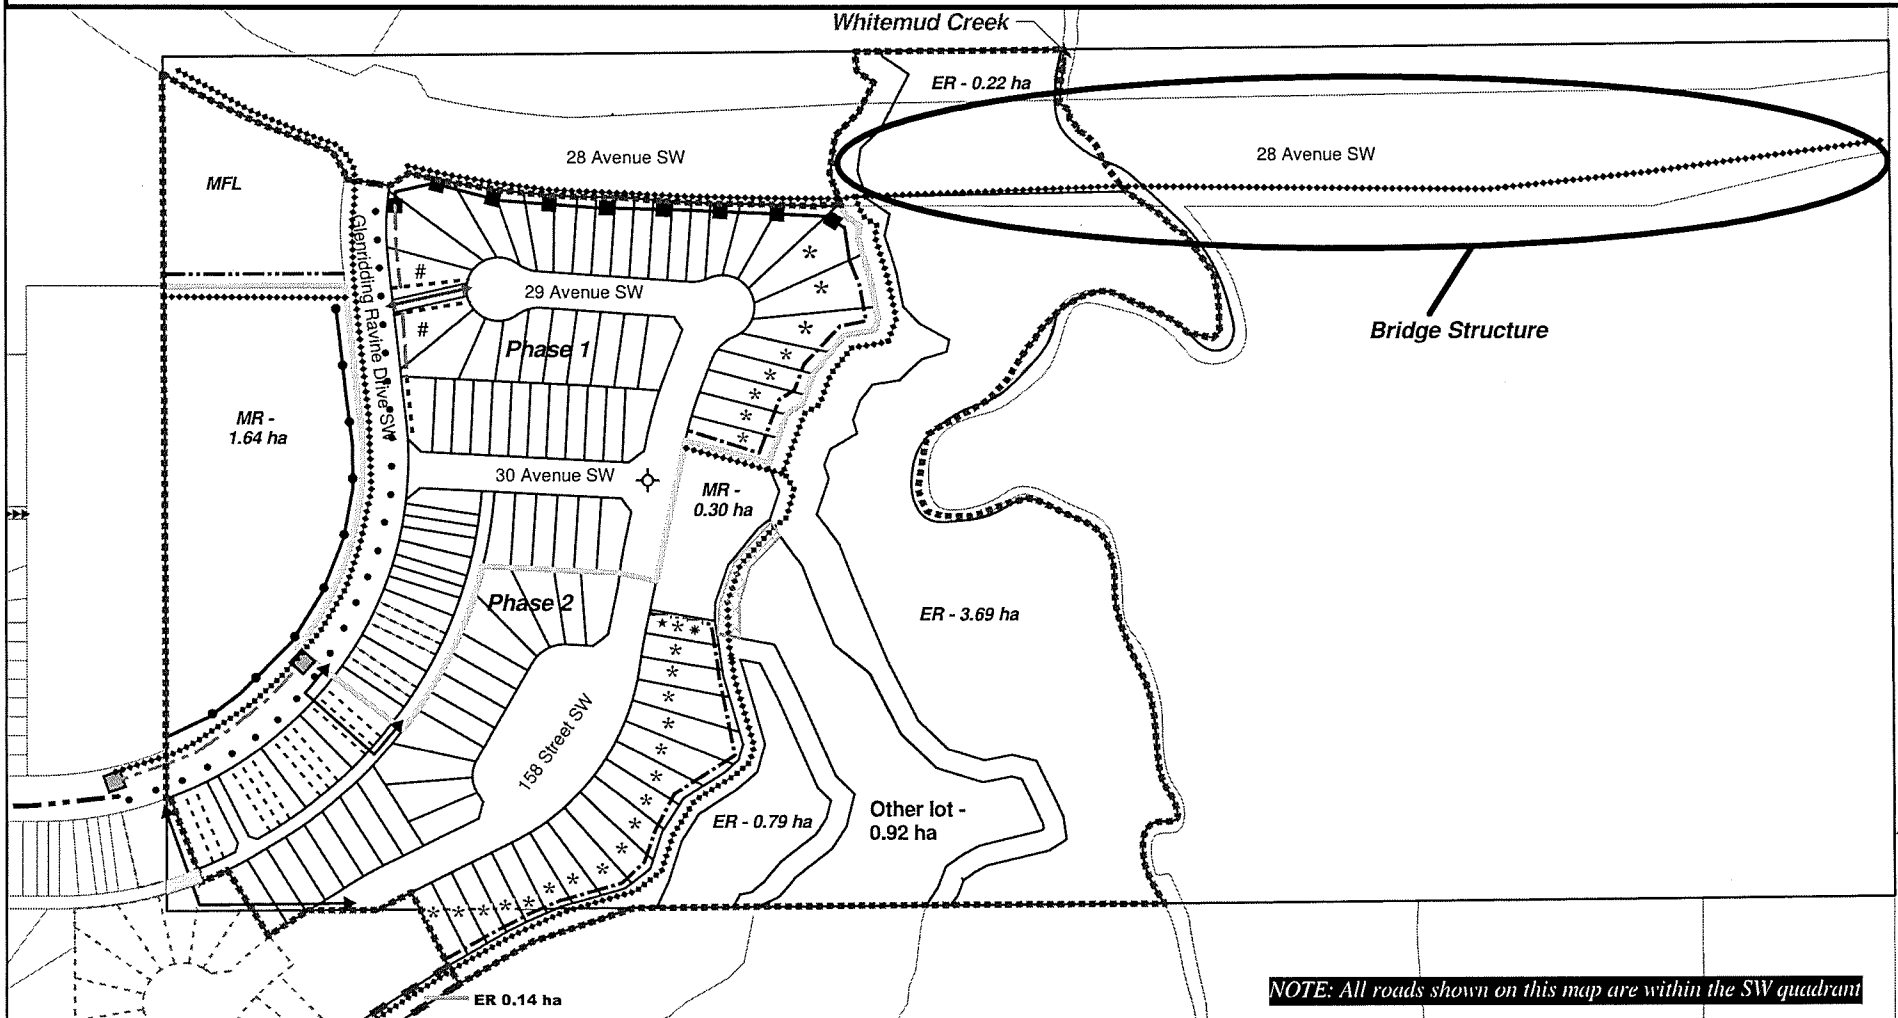 Whitemud Creek
ER - 0.22 ha
28 Avenue SW
28 Avenue SW
MFL
Glenridding Ravine Drive SW
#
29 Avenue SW
Bridge Structure
#
Phase 1
MR -
1.64 ha
30 Avenue SW
MR -
0.30 ha
Phase 2
ER - 3.69 ha
158 Street SW
ER - 0.79 ha
Other lot -
0.92 ha
ER 0.14 ha
NOTE: All roads shown on this map are within the SW quadrant